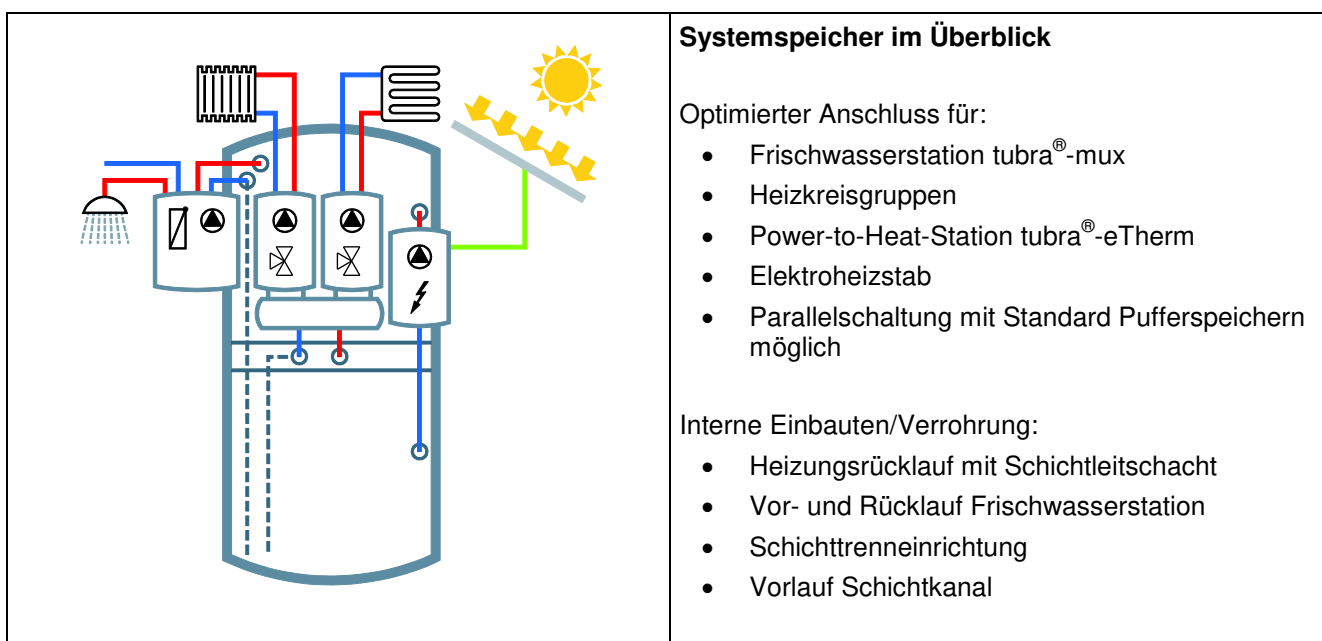 Systemspeicher im Überblick
Optimierter Anschluss für:
• Frischwasserstation tubra®-mux
• Heizkreisgruppen
• Power-to-Heat-Station tubra®-eTherm
• Elektroheizstab
• Parallelschaltung mit Standard Pufferspeichern
möglich
Interne Einbauten/Verrohrung:
• Heizungsrücklauf mit Schichtleitschacht
• Vor- und Rücklauf Frischwasserstation
• Schichttrenneinrichtung
• Vorlauf Schichtkanal